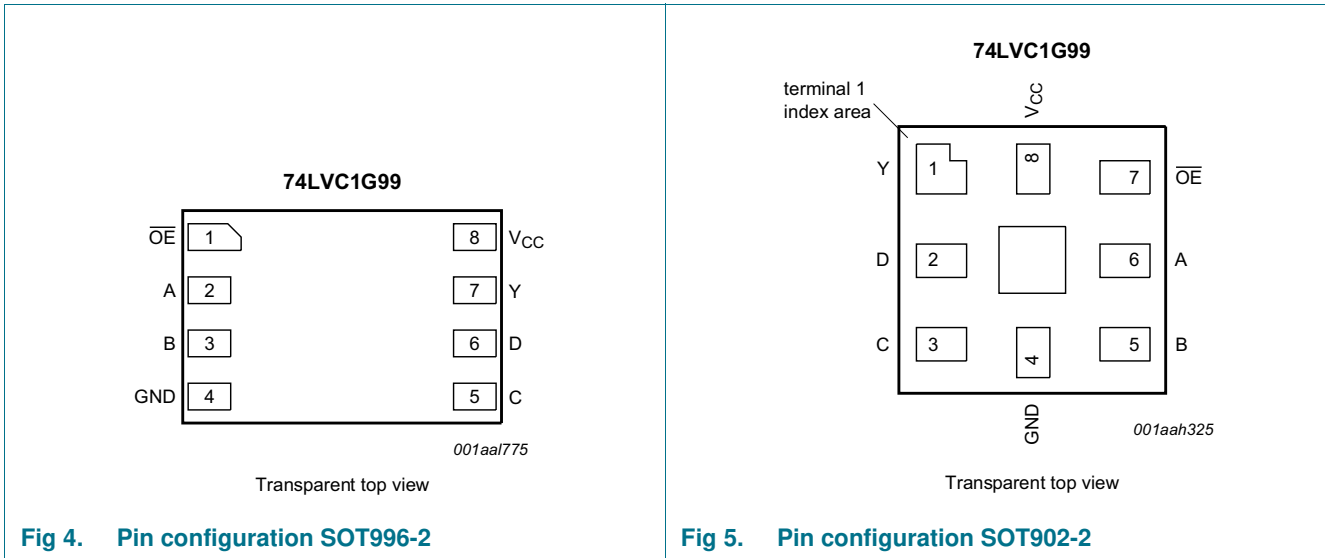 74LVC1G99
O̅E̅ 1 8 VCC
A 2 7 Y
B 3 6 D
GND 4 5 C
001aal775
Transparent top view
Fig 4. Pin configuration SOT996-2
74LVC1G99
terminal 1
index area
VCC
Y 1 8 7 O̅E̅
D 2 6 A
C 3 4 5 B
GND
001aah325
Transparent top view
Fig 5. Pin configuration SOT902-2